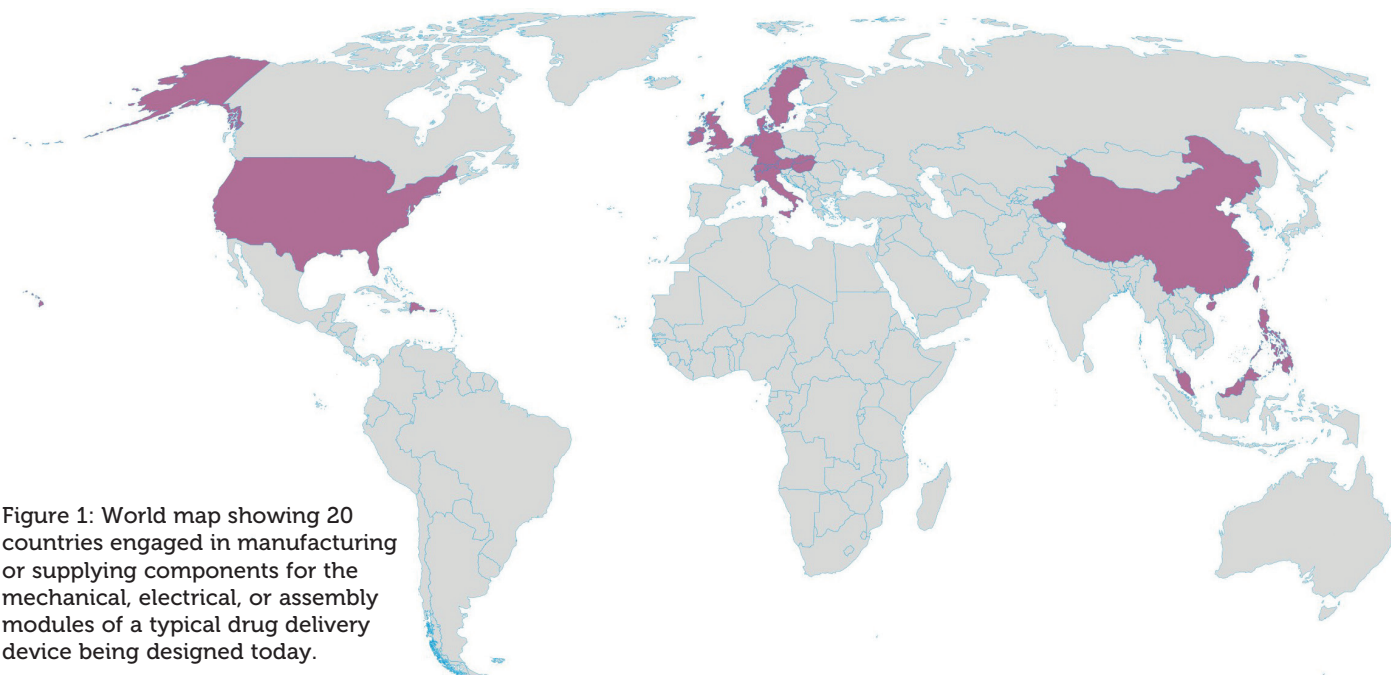 Figure 1: World map showing 20
countries engaged in manufacturing
or supplying components for the
mechanical, electrical, or assembly
modules of a typical drug delivery
device being designed today.